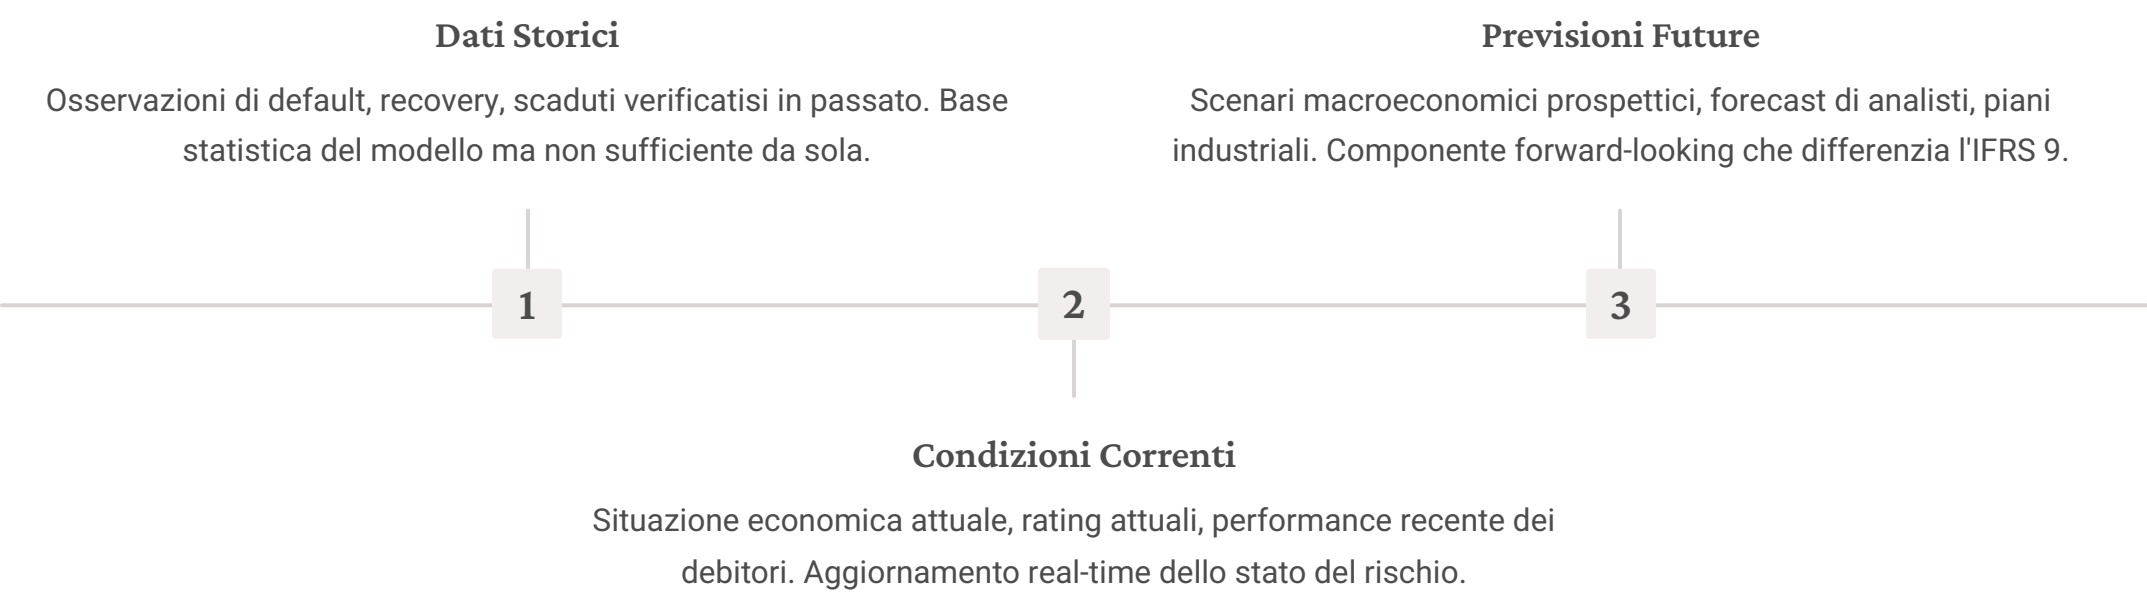 Dati Storici
Osservazioni di default, recovery, scaduti verificatisi in passato. Base
statistica del modello ma non sufficiente da sola.
Previsioni Future
Scenari macroeconomici prospettici, forecast di analisti, piani
industriali. Componente forward-looking che differenzia l'IFRS 9.
1
2
3
Condizioni Correnti
Situazione economica attuale, rating attuali, performance recente dei
debitori. Aggiornamento real-time dello stato del rischio.